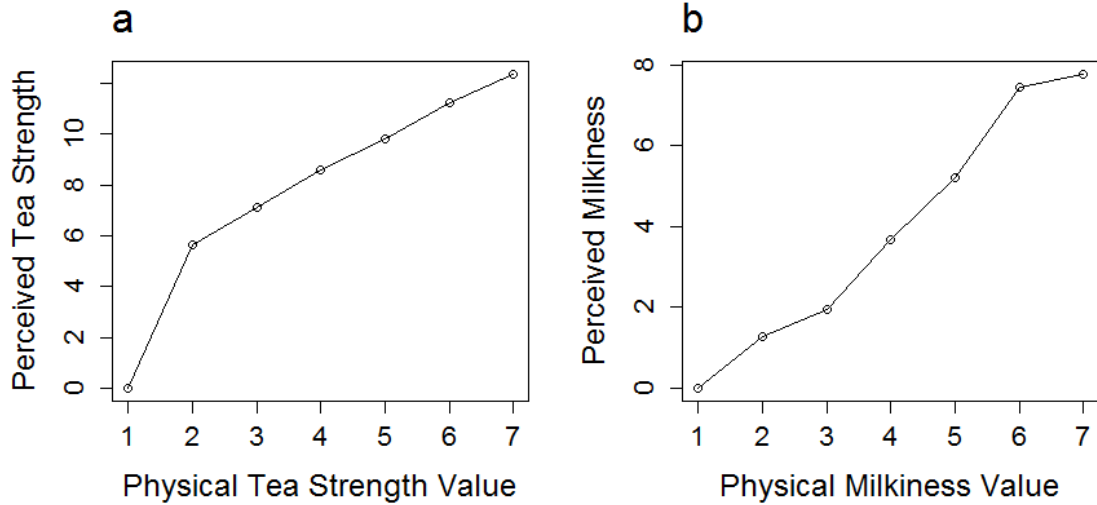 a
Perceived Tea Strength
0 2 4 6 8 10
1 2 3 4 5 6 7
Physical Tea Strength Value
b
Perceived Milkiness
0 2 4 6 8
1 2 3 4 5 6 7
Physical Milkiness Value